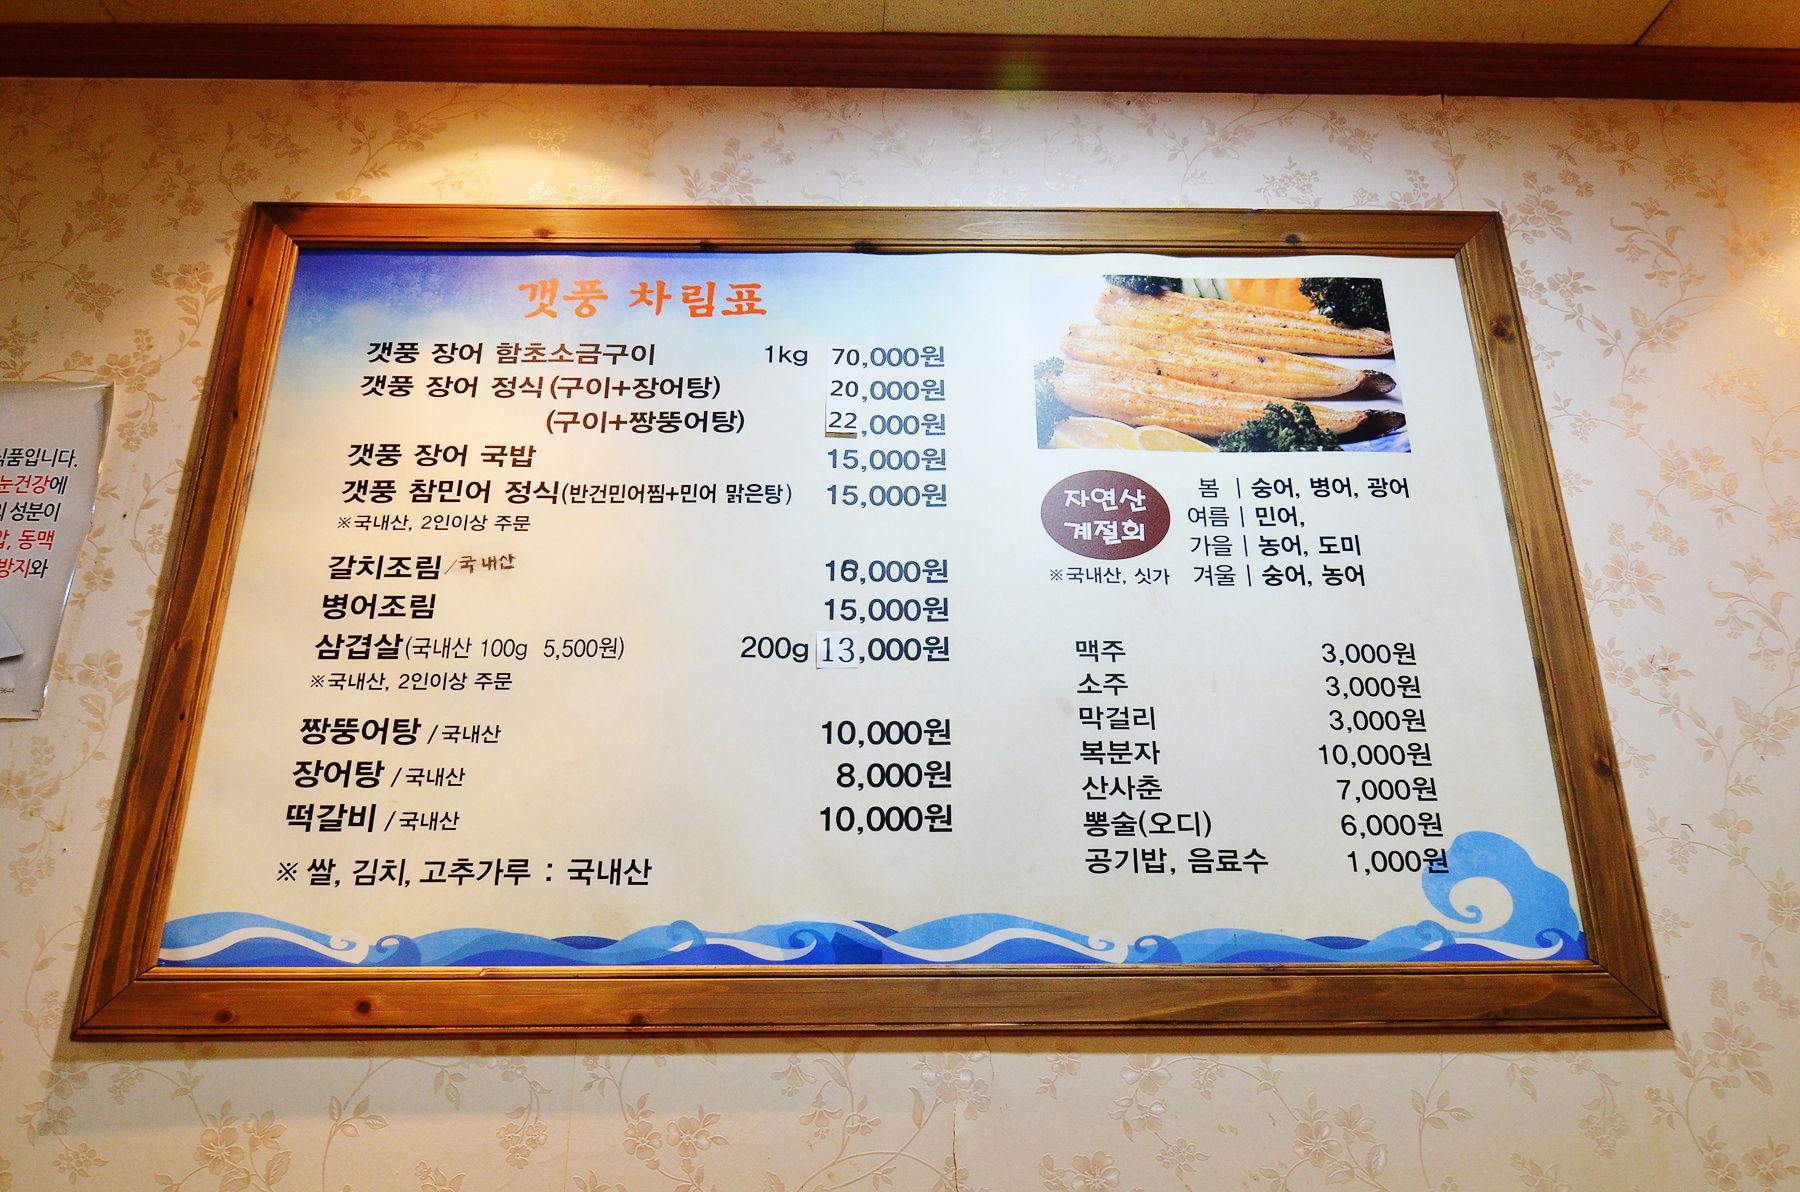 갯풍 차림표
갯풍 장어 함초소금구이 1kg 70,000원
갯풍 장어 정식(구이+장어탕) 20,000원
(구이+짱뚱어탕) 22,000원
갯풍 장어 국밥 15,000원
갯풍 참민어 정식(반건민어찜+민어 맑은탕) 15,000원
※국내산, 2인이상 주문
갈치조림/국내산 16,000원
병어조림 15,000원
삼겹살(국내산 100g 5,500원) 200g 13,000원
※국내산, 2인이상 주문
짱뚱어탕 /국내산 10,000원
장어탕 /국내산 8,000원
떡갈비 /국내산 10,000원
※ 쌀, 김치, 고추가루 : 국내산
자연산
계절회
※국내산, 싯가
봄 | 숭어, 병어, 광어
여름 | 민어,
가을 | 농어, 도미
겨울 | 숭어, 농어
맥주 3,000원
소주 3,000원
막걸리 3,000원
복분자 10,000원
산사춘 7,000원
뽕술(오디) 6,000원
공기밥, 음료수 1,000원
식품입니다.
눈건강에
성분이
압, 동맥
방지와